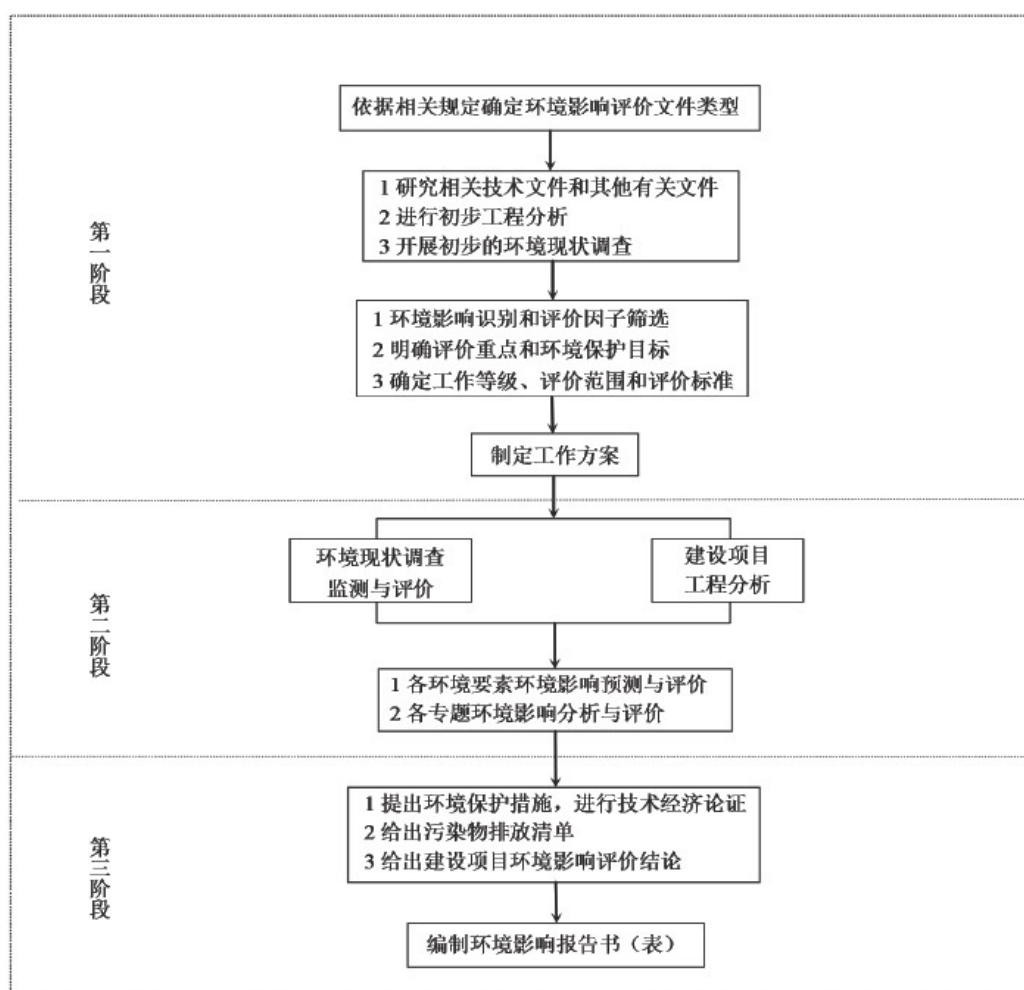 依据相关规定确定环境影响评价文件类型
1 研究相关技术文件和其他有关文件
2 进行初步工程分析
3 开展初步的环境现状调查
第一阶段
1 环境影响识别和评价因子筛选
2 明确评价重点和环境保护目标
3 确定工作等级、评价范围和评价标准
制定工作方案
环境现状调查
监测与评价
建设项目
工程分析
第二阶段
1 各环境要素环境影响预测与评价
2 各专题环境影响分析与评价
1 提出环境保护措施，进行技术经济论证
2 给出污染物排放清单
3 给出建设项目环境影响评价结论
第三阶段
编制环境影响报告书（表）